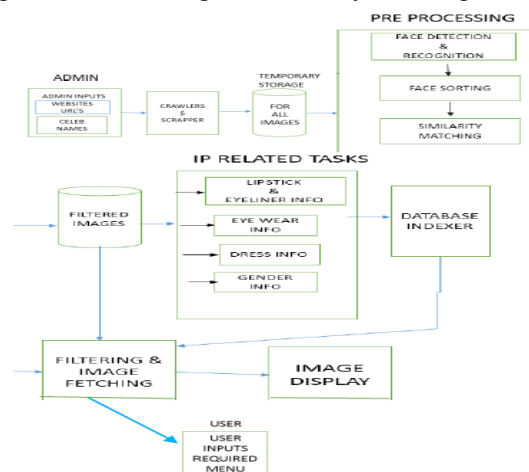 PRE PROCESSING
FACE DETECTION
&
RECOGNITION
FACE SORTING
SIMILARITY
MATCHING
ADMIN
ADMIN INPUTS
WEBSITES
URL'S
CELEB
NAMES
CRAWLERS
&
SCRAPPER
TEMPORARY
STORAGE
FOR
ALL
IMAGES
IP RELATED TASKS
FILTERED
IMAGES
LIPSTICK
&
EYELINER INFO
EYE WEAR
INFO
DRESS INFO
GENDER
INFO
DATABASE
INDEXER
FILTERING &
IMAGE
FETCHING
IMAGE
DISPLAY
USER
USER
INPUTS
REQUIRED
MENU